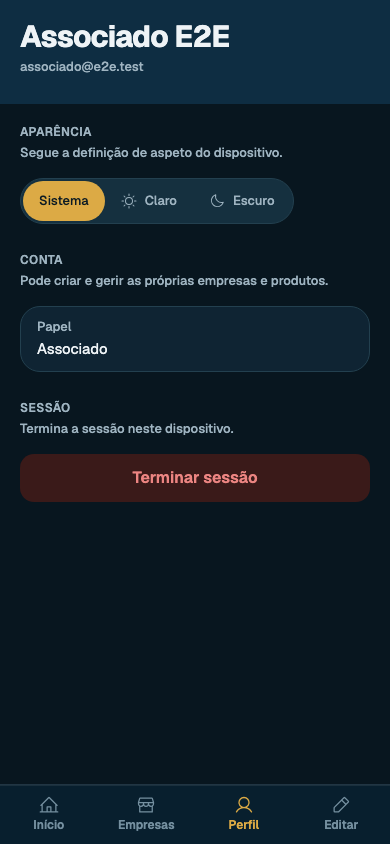 Associado E2E
associado@e2e.test
APARÊNCIA
Segue a definição de aspeto do dispositivo.
Sistema Claro Escuro
CONTA
Pode criar e gerir as próprias empresas e produtos.
Papel
Associado
SESSÃO
Termina a sessão neste dispositivo.
Terminar sessão
Início Empresas Perfil Editar